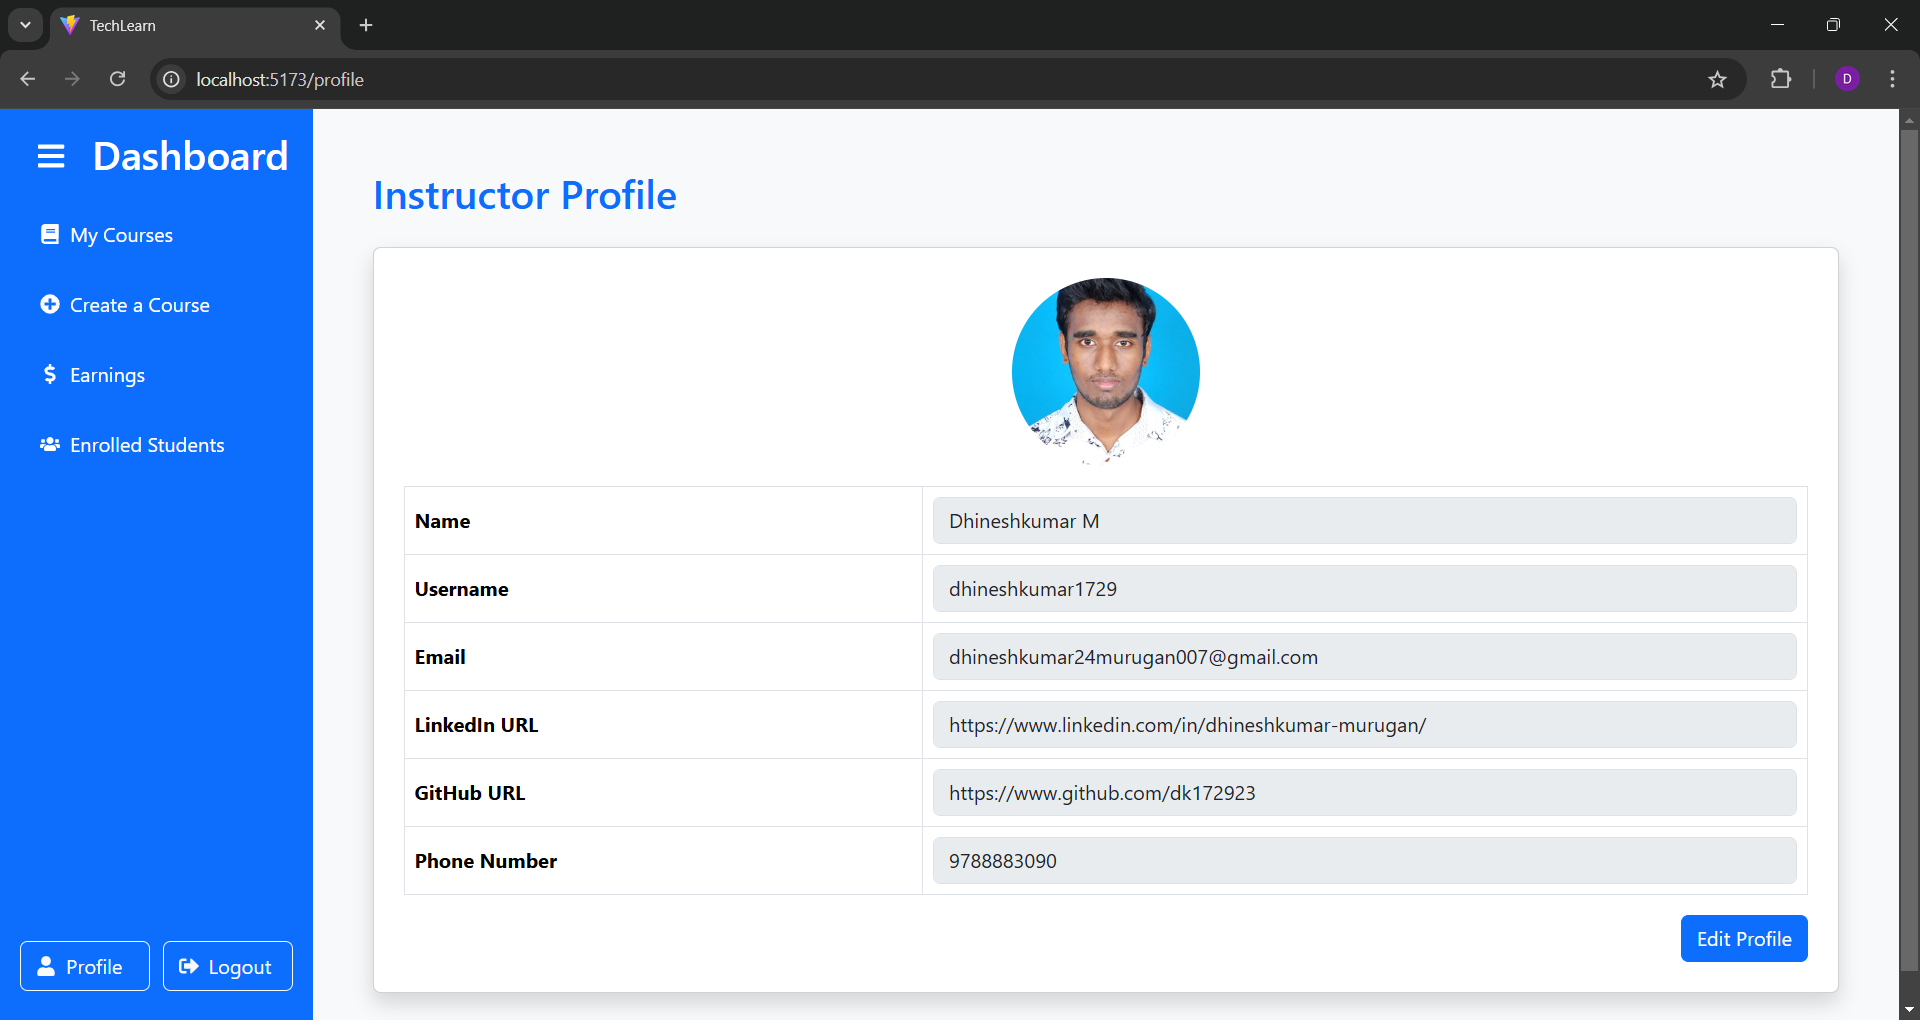 TechLearn
localhost:5173/profile
D
Dashboard
My Courses
Create a Course
Earnings
Enrolled Students
Profile
Logout
Instructor Profile
Name
Dhineshkumar M
Username
dhineshkumar1729
Email
dhineshkumar24murugan007@gmail.com
LinkedIn URL
https://www.linkedin.com/in/dhineshkumar-murugan/
GitHub URL
https://www.github.com/dk172923
Phone Number
9788883090
Edit Profile